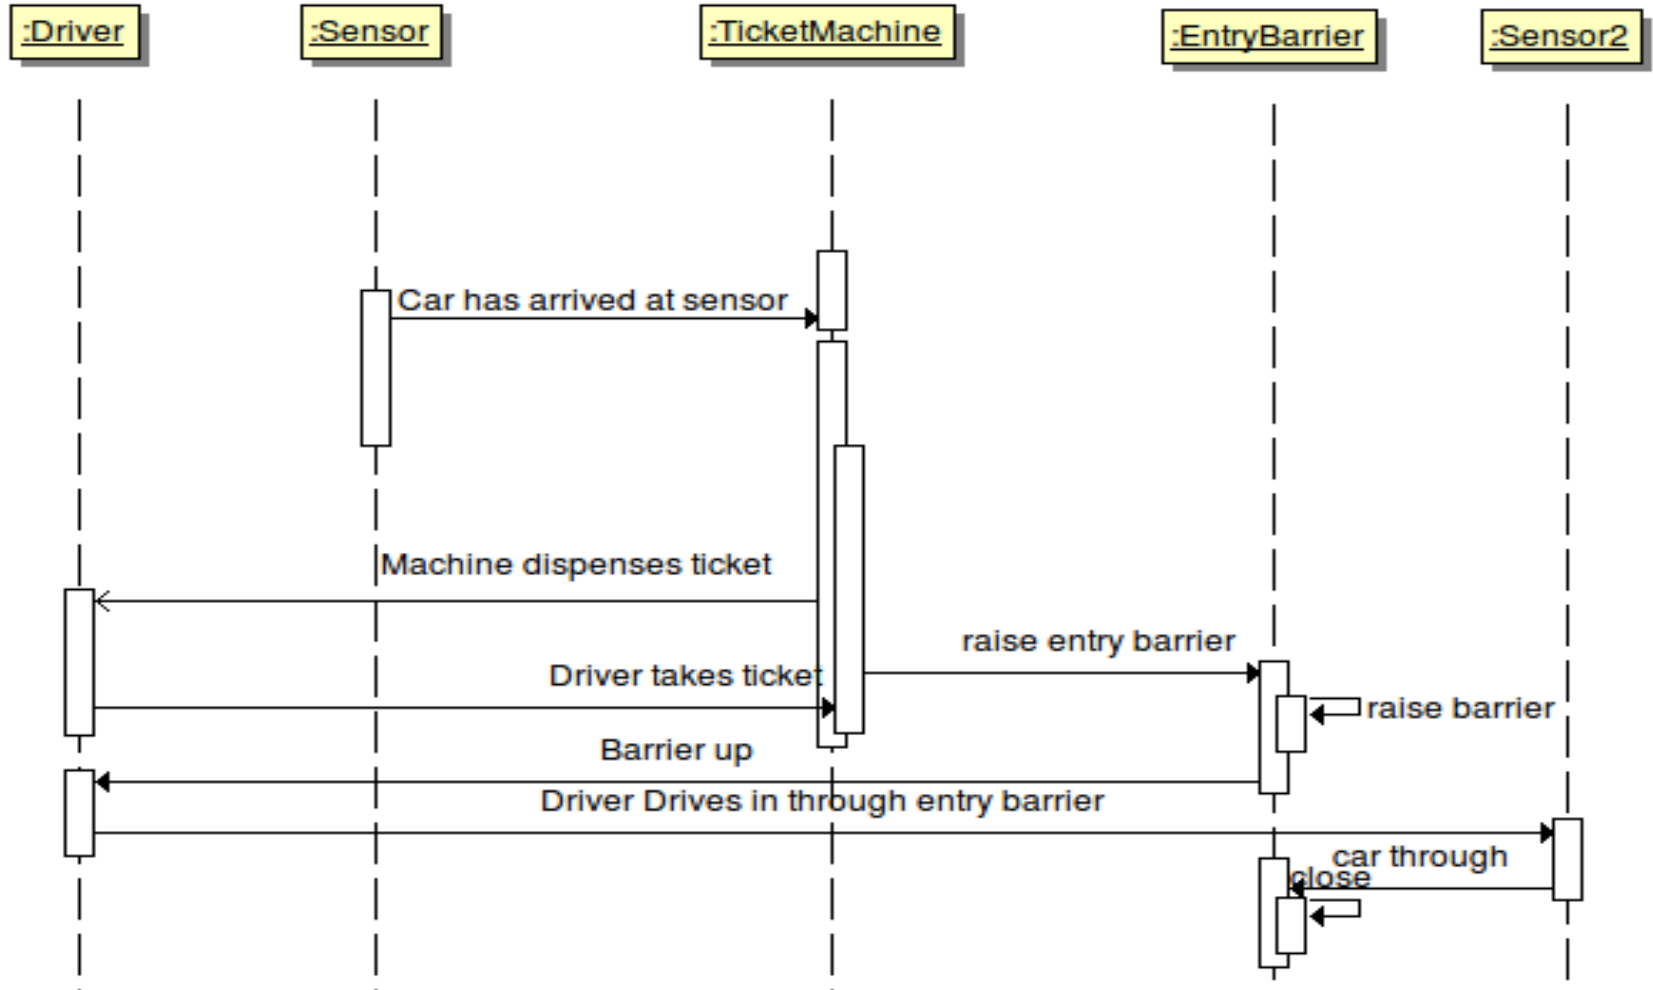 :Driver
:Sensor
:TicketMachine
:EntryBarrier
:Sensor2
Car has arrived at sensor
Machine dispenses ticket
raise entry barrier
Driver takes ticket
raise barrier
Barrier up
Driver Drives in through entry barrier
car through
close